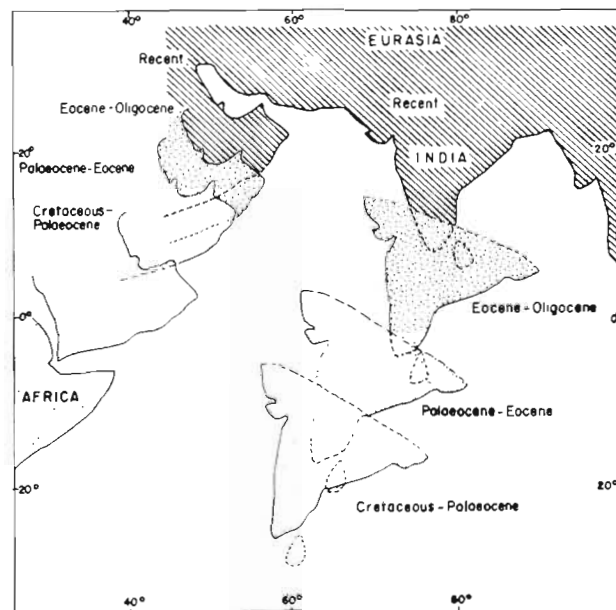 60°
80°
EURASIA
Recent
Recent
Eocene-Oligocene
20°
20°
INDIA
Palaeocene-Eocene
Cretaceous-
Palaeocene
Eocene-Oligocene
0°
AFRICA
Palaeocene-Eocene
20°
20°
Cretaceous-Palaeocene
40°
60°
80°